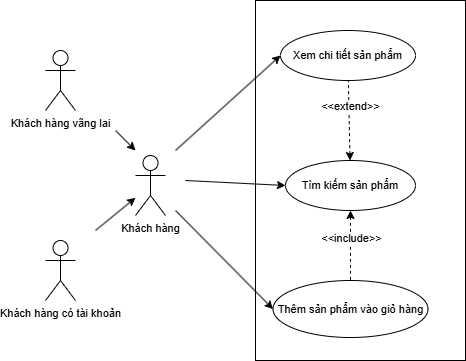 Xem chi tiết sản phẩm
<<extend>>
Khách hàng vãng lai
Tìm kiếm sản phẩm
Khách hàng
<<include>>
Khách hàng có tài khoản
Thêm sản phẩm vào giỏ hàng